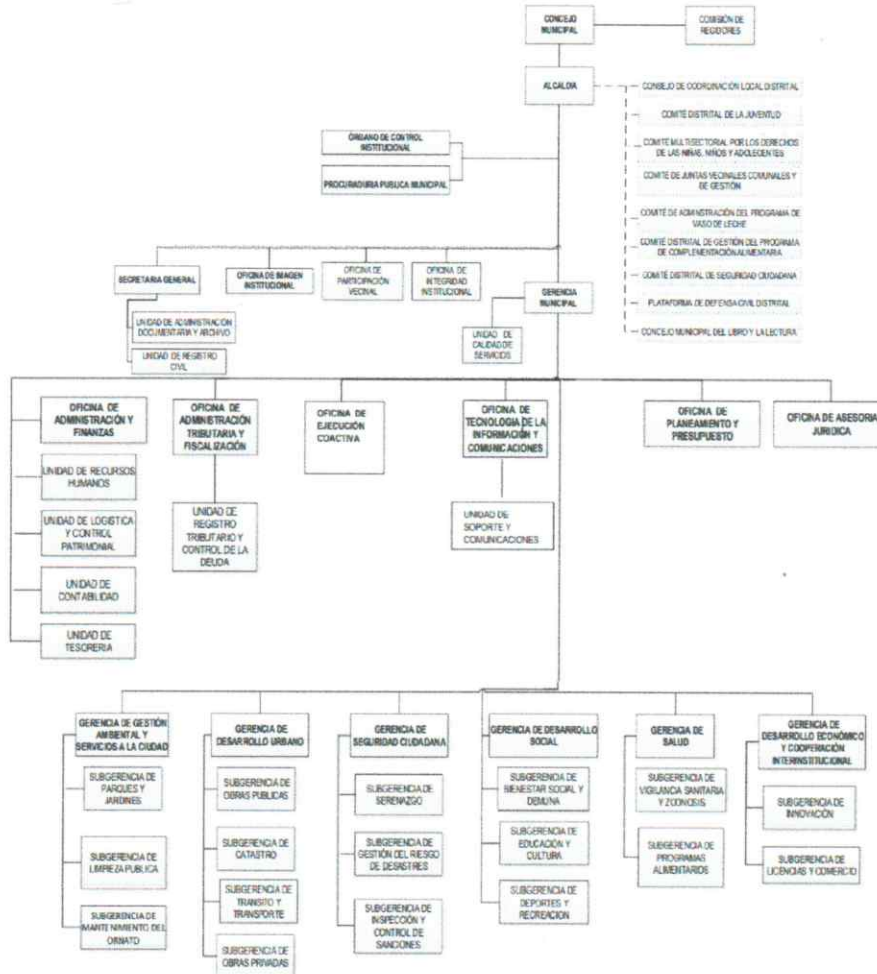 CONCEJO
MUNICIPAL
COMISIÓN DE
REGIDORES
ALCALDIA
CONSEJO DE COORDINACIÓN LOCAL DISTRITAL
COMITÉ DISTRITAL DE LA JUVENTUD
COMITÉ MULTISECTORIAL POR LOS DERECHOS
DE LAS NIÑAS, NIÑOS Y ADOLECENTES
COMITÉ DE JUNTAS VECINALES COMUNALES Y
DE GESTIÓN
COMITÉ DE ADMINISTRACIÓN DEL PROGRAMA DE
VASO DE LECHE
COMITÉ DISTRITAL DE GESTIÓN DEL PROGRAMA
DE COMPLEMENTACIÓN ALIMENTARIA
COMITÉ DISTRITAL DE SEGURIDAD CIUDADANA
PLATAFORMA DE DEFENSA CIVIL DISTRITAL
CONCEJO MUNICIPAL DEL LIBRO Y LA LECTURA
ÓRGANO DE CONTROL
INSTITUCIONAL
PROCURADURIA PUBLICA MUNICIPAL
SECRETARIA GENERAL
OFICINA DE IMAGEN
INSTITUCIONAL
OFICINA DE
PARTICIPACIÓN
VECINAL
OFICINA DE
INTEGRIDAD
INSTITUCIONAL
GERENCIA
MUNICIPAL
UNIDAD DE ADMINISTRACION
DOCUMENTARIA Y ARCHIVO
UNIDAD DE REGISTRO
CIVIL
UNIDAD DE
CALIDAD DE
SERVICIOS
OFICINA DE
ADMINISTRACIÓN Y
FINANZAS
OFICINA DE
ADMINISTRACIÓN
TRIBUTARIA Y
FISCALIZACIÓN
OFICINA DE
EJECUCIÓN
COACTIVA
OFICINA DE
TECNOLOGIA DE LA
INFORMACIÓN Y
COMUNICACIONES
OFICINA DE
PLANEAMIENTO Y
PRESUPUESTO
OFICINA DE ASESORIA
JURIDICA
UNIDAD DE RECURSOS
HUMANOS
UNIDAD DE LOGISTICA
Y CONTROL
PATRIMONIAL
UNIDAD DE
CONTABILIDAD
UNIDAD DE
TESORERIA
UNIDAD DE
REGISTRO
TRIBUTARIO Y
CONTROL DE LA
DEUDA
UNIDAD DE
SOPORTE Y
COMUNICACIONES
GERENCIA DE GESTIÓN
AMBIENTAL Y
SERVICIOS A LA CIUDAD
SUBGERENCIA DE
PARQUES Y
JARDINES
SUBGERENCIA DE
LIMPIEZA PUBLICA
SUBGERENCIA DE
MANTENIMIENTO DEL
ORNATO
GERENCIA DE
DESARROLLO URBANO
SUBGERENCIA DE
OBRAS PUBLICAS
SUBGERENCIA DE
CATASTRO
SUBGERENCIA DE
TRANSITO Y
TRANSPORTE
SUBGERENCIA DE
OBRAS PRIVADAS
GERENCIA DE
SEGURIDAD CIUDADANA
SUBGERENCIA DE
SERENAZGO
SUBGERENCIA DE
GESTIÓN DEL RIESGO
DE DESASTRES
SUBGERENCIA DE
INSPECCIÓN Y
CONTROL DE
SANCIONES
GERENCIA DE DESARROLLO
SOCIAL
SUBGERENCIA DE
BIENESTAR SOCIAL Y
DEMUNA
SUBGERENCIA DE
EDUCACIÓN Y
CULTURA
SUBGERENCIA DE
DEPORTES Y
RECREACION
GERENCIA DE
SALUD
SUBGERENCIA DE
VIGILANCIA SANITARIA
Y ZOONOSIS
SUBGERENCIA DE
PROGRAMAS
ALIMENTARIOS
GERENCIA DE
DESARROLLO ECONÓMICO
Y COOPERACIÓN
INTERINSTITUCIONAL
SUBGERENCIA DE
INNOVACIÓN
SUBGERENCIA DE
LICENCIAS Y COMERCIO